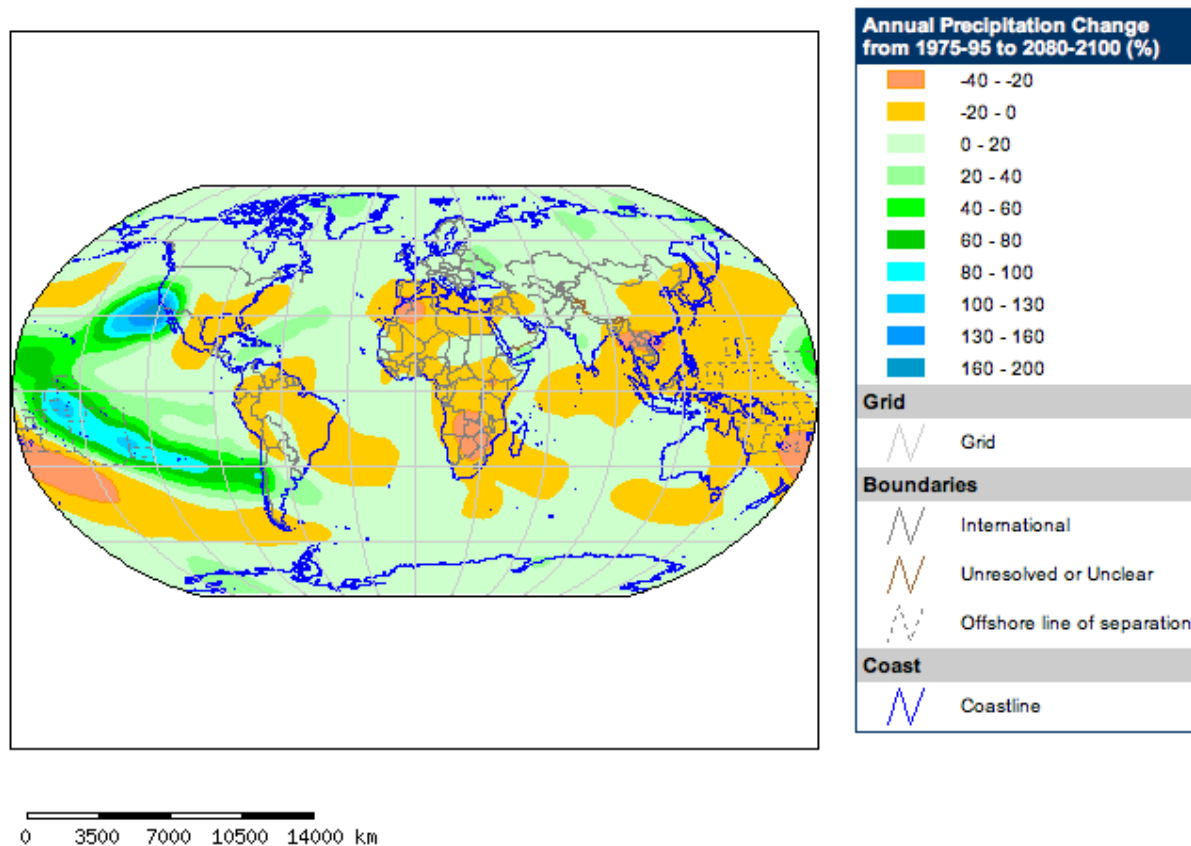 Annual Precipitation Change
from 1975-95 to 2080-2100 (%)
-40 - -20
-20 - 0
0 - 20
20 - 40
40 - 60
60 - 80
80 - 100
100 - 130
130 - 160
160 - 200
Grid
Grid
Boundaries
International
Unresolved or Unclear
Offshore line of separation
Coast
Coastline
0 3500 7000 10500 14000 km